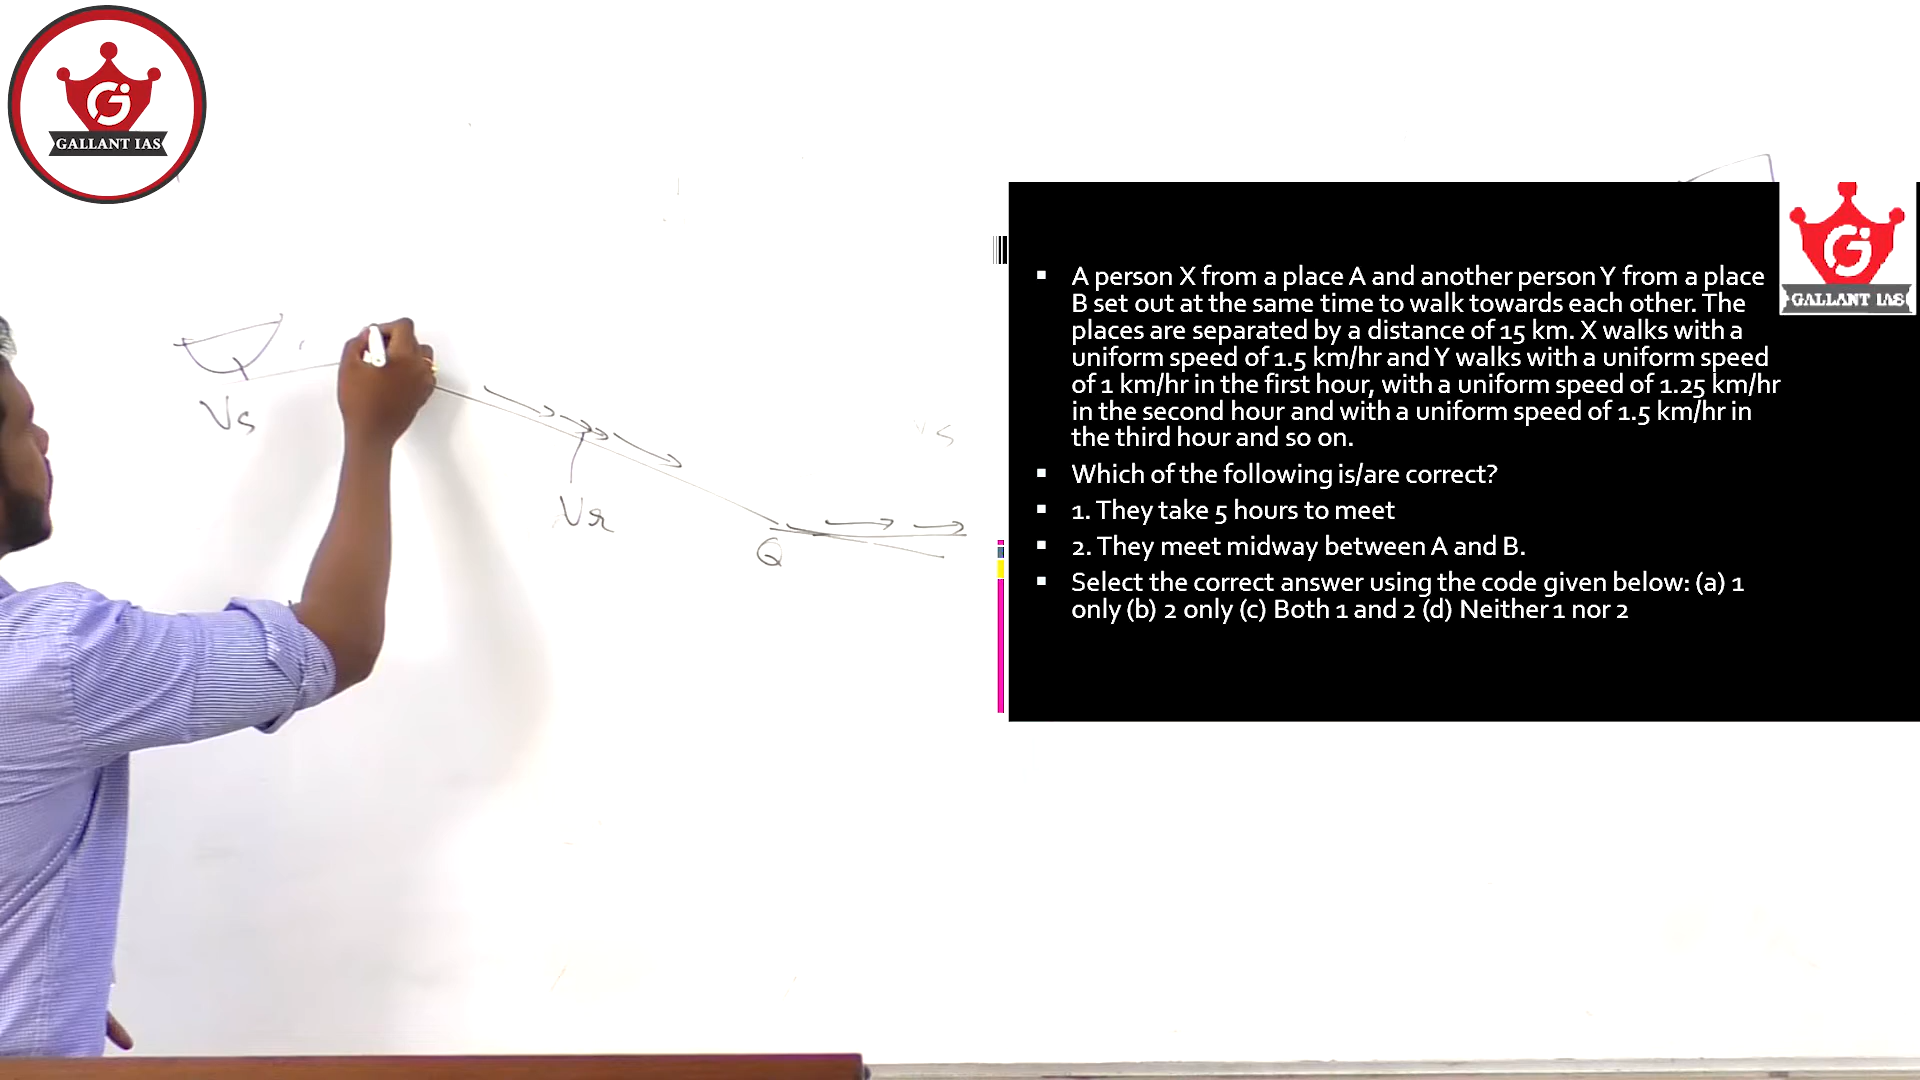 GALLANT IAS
GALLANT IAS
A person X from a place A and another person Y from a place
B set out at the same time to walk towards each other. The
places are separated by a distance of 15 km. X walks with a
uniform speed of 1.5 km/hr and Y walks with a uniform speed
of 1 km/hr in the first hour, with a uniform speed of 1.25 km/hr
in the second hour and with a uniform speed of 1.5 km/hr in
the third hour and so on.
Which of the following is/are correct?
1. They take 5 hours to meet
2. They meet midway between A and B.
Select the correct answer using the code given below: (a) 1
only (b) 2 only (c) Both 1 and 2 (d) Neither 1 nor 2
Vs
Vr
Q